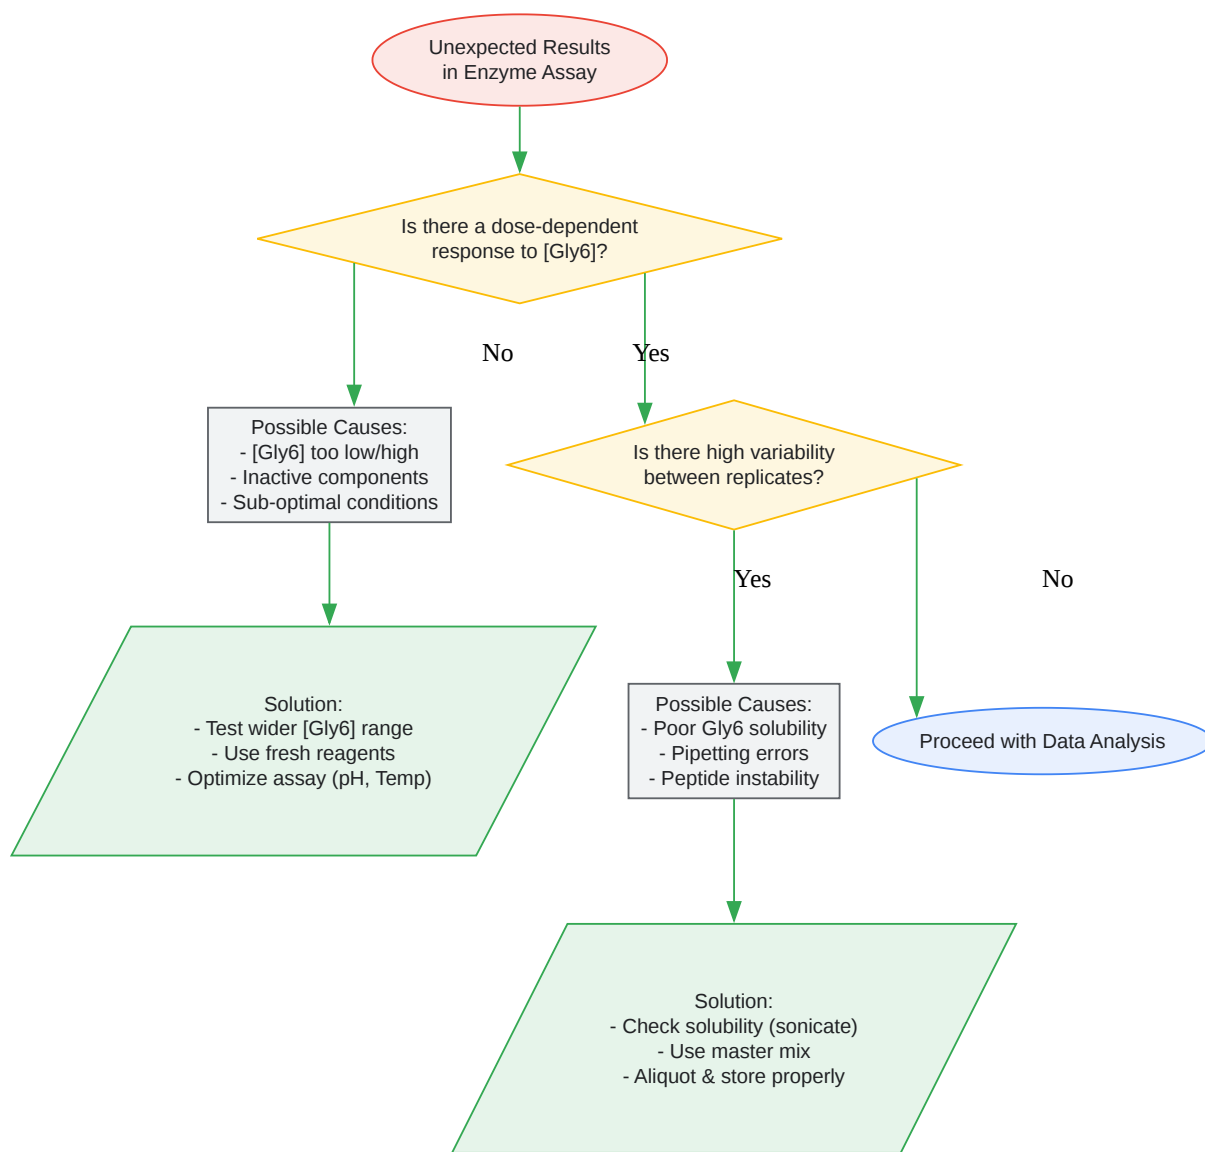 Unexpected Results
in Enzyme Assay
Is there a dose-dependent
response to [Gly6]?
No
Yes
Possible Causes:
- [Gly6] too low/high
- Inactive components
- Sub-optimal conditions
Is there high variability
between replicates?
Yes
No
Solution:
- Test wider [Gly6] range
- Use fresh reagents
- Optimize assay (pH, Temp)
Possible Causes:
- Poor Gly6 solubility
- Pipetting errors
- Peptide instability
Proceed with Data Analysis
Solution:
- Check solubility (sonicate)
- Use master mix
- Aliquot & store properly